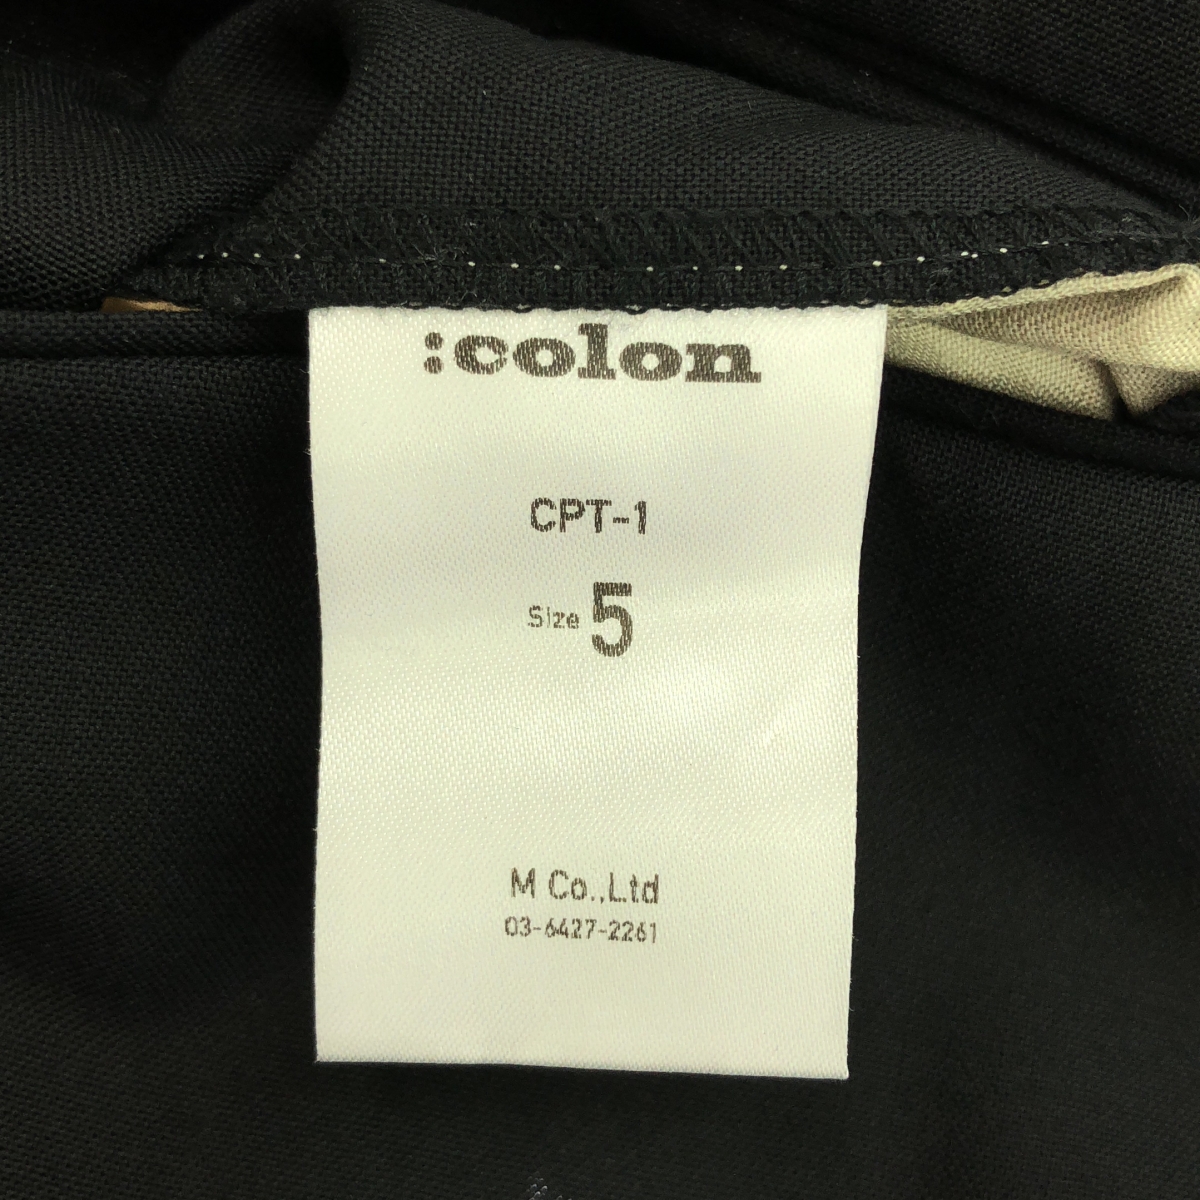 :colon
CPT-1
Size 5
M Co.,Ltd
03-6427-2261